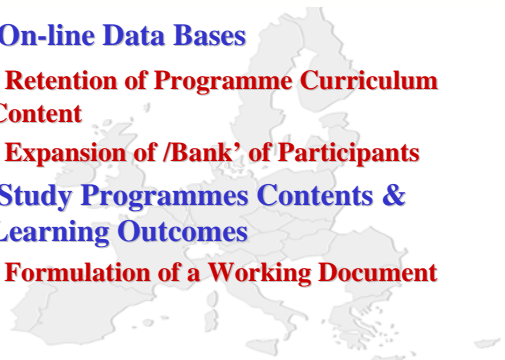 On-line Data Bases
Retention of Programme Curriculum
Content
Expansion of /Bank’ of Participants
Study Programmes Contents &
Learning Outcomes
Formulation of a Working Document